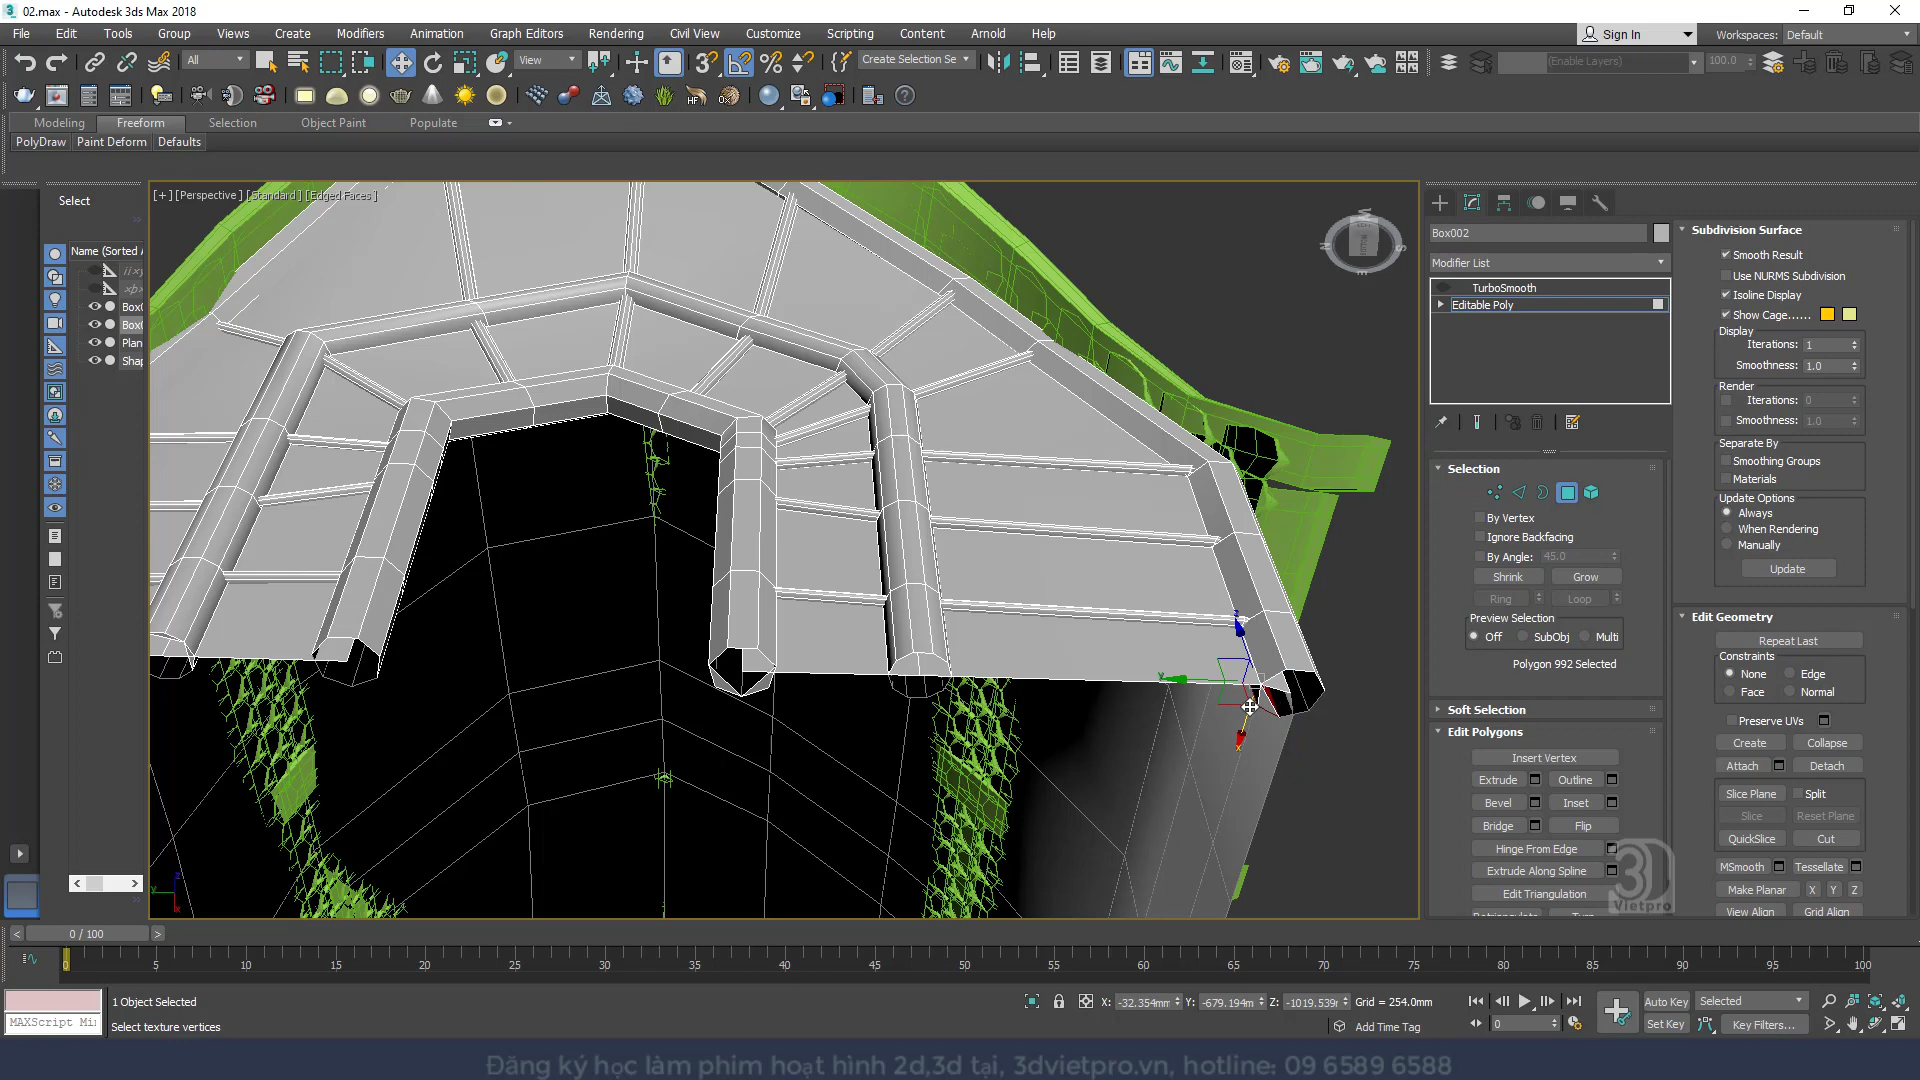 02.max - Autodesk 3ds Max 2018
File Edit Tools Group Views Create Modifiers Animation Graph Editors Rendering Civil View Customize Scripting Content Arnold Help
Sign In Workspaces: Default
All View Create Selection Se (Enable Layers) 100.0
Modeling Freeform Selection Object Paint Populate
PolyDraw Paint Deform Defaults
Select
[+] [Perspective] [Standard] [Edged Faces]
Name (Sorted A
Box0
Box0
Plan
Shap
Box002
Modifier List
TurboSmooth
Editable Poly
Selection
By Vertex
Ignore Backfacing
By Angle: 45.0
Shrink Grow
Ring Loop
Preview Selection
Off SubObj Multi
Polygon 992 Selected
Soft Selection
Edit Polygons
Insert Vertex
Extrude Outline
Bevel Inset
Bridge Flip
Hinge From Edge
Extrude Along Spline
Edit Triangulation
Subdivision Surface
Smooth Result
Use NURMS Subdivision
Isoline Display
Show Cage......
Display
Iterations: 1
Smoothness: 1.0
Render
Iterations: 0
Smoothness: 1.0
Separate By
Smoothing Groups
Materials
Update Options
Always
When Rendering
Manually
Update
Edit Geometry
Repeat Last
Constraints
None Edge
Face Normal
Preserve UVs
Create Collapse
Attach Detach
Slice Plane Split
Slice Reset Plane
QuickSlice Cut
MSmooth Tessellate
Make Planar X Y Z
View Align Grid Align
3D
Vietpro
< 0 / 100 >
0 5 10 15 20 25 30 35 40 45 50 55 60 65 70 75 80 85 90 95 100
1 Object Selected
X: -32.354mm Y: -679.194m Z: -1019.539r Grid = 254.0mm
Auto Key Selected
MAXScript Mi
Select texture vertices
Add Time Tag
0
Set Key Key Filters...
Đăng ký học làm phim hoạt hình 2d,3d tại, 3dvietpro.vn, hotline: 09 6589 6588